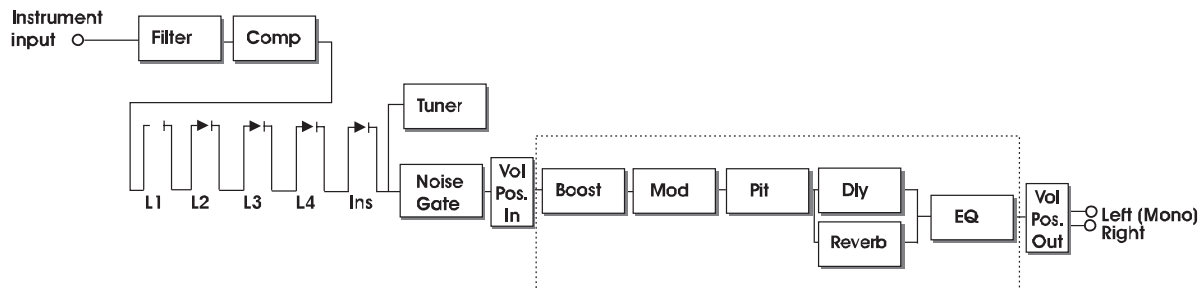 Instrument
input
Filter
Comp
Tuner
L1
L2
L3
L4
Ins
Noise
Gate
Vol
Pos.
In
Boost
Mod
Pit
Dly
Reverb
EQ
Vol
Pos.
Out
Left (Mono)
Right